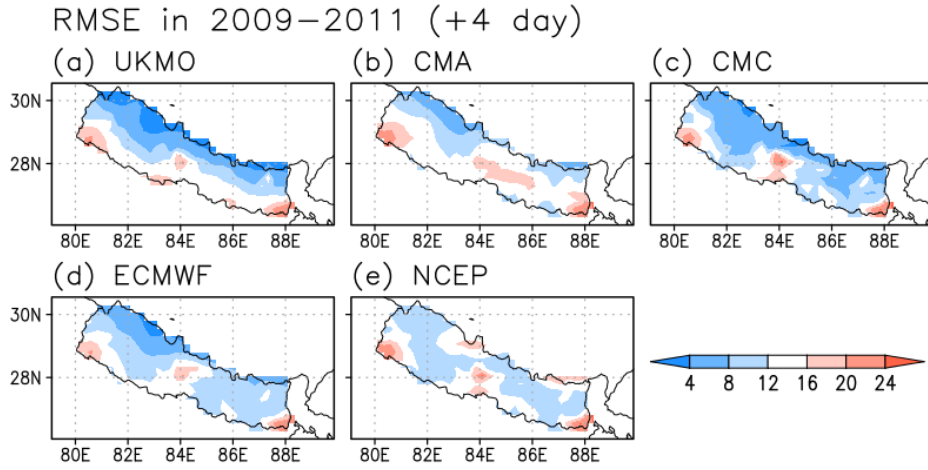 RMSE in 2009−2011 (+4 day)
(a) UKMO
(b) CMA
(c) CMC
30N
28N
80E 82E 84E 86E 88E
80E 82E 84E 86E 88E
80E 82E 84E 86E 88E
(d) ECMWF
(e) NCEP
30N
28N
80E 82E 84E 86E 88E
80E 82E 84E 86E 88E
4 8 12 16 20 24